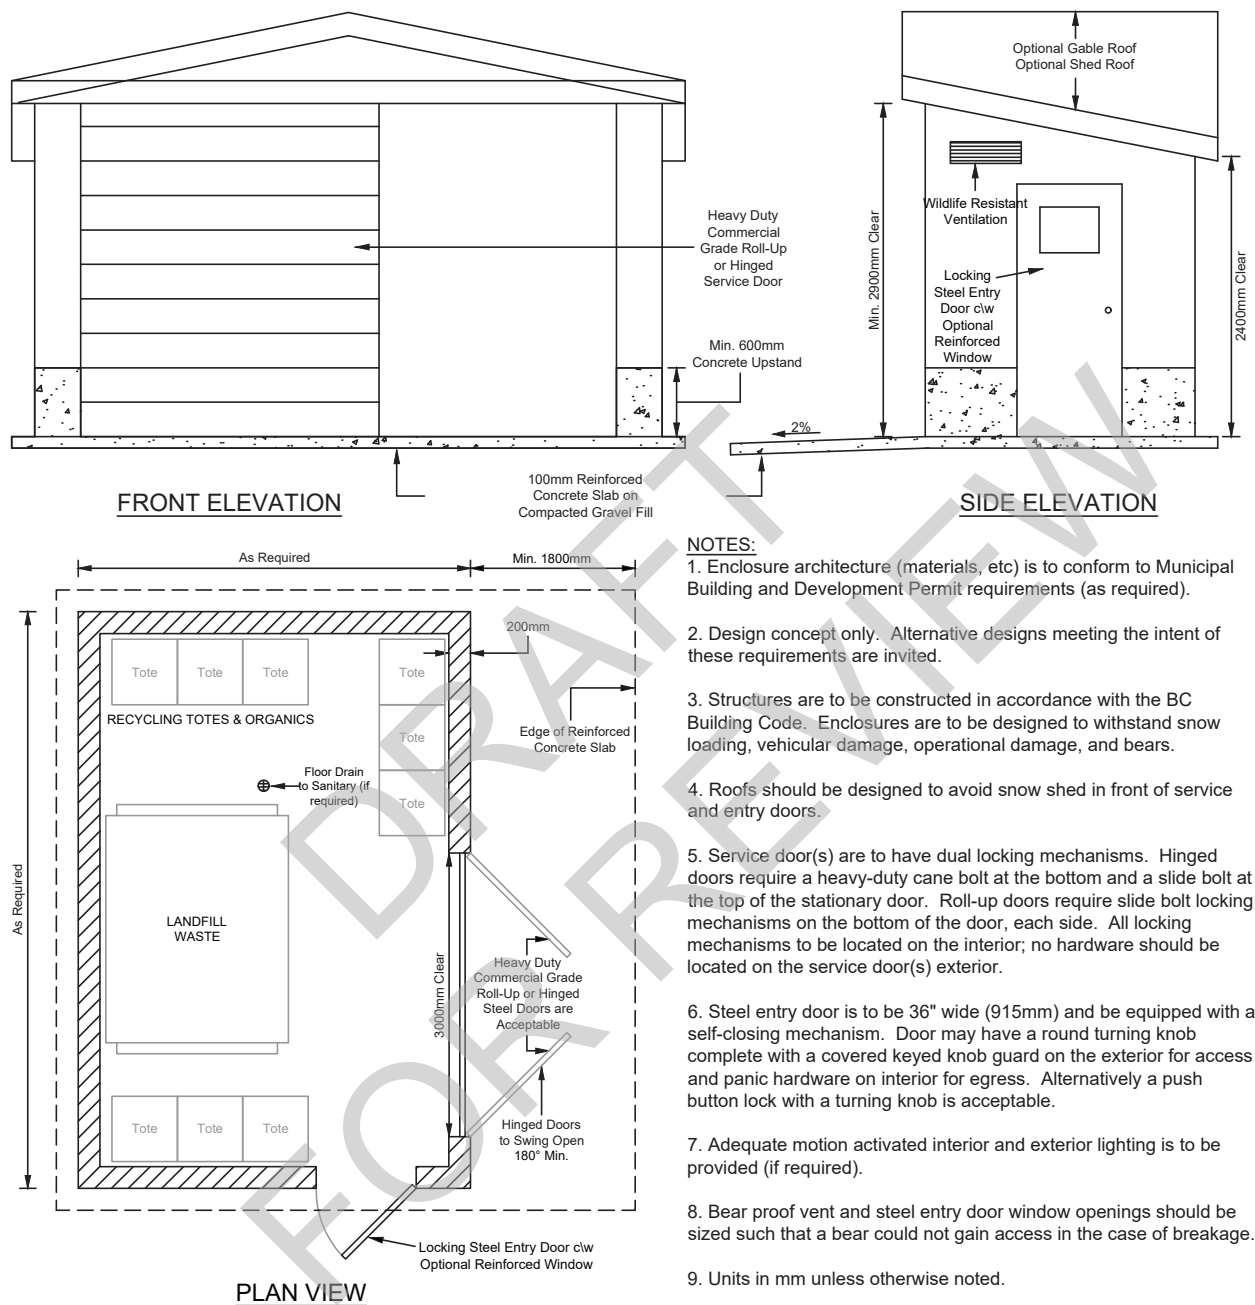 Heavy Duty
Commercial
Grade Roll-Up
or Hinged
Service Door
Min. 600mm
Concrete Upstand
100mm Reinforced
Concrete Slab on
Compacted Gravel Fill
FRONT ELEVATION
Optional Gable Roof
Optional Shed Roof
Wildlife Resistant
Ventilation
Min. 2900mm Clear
Locking
Steel Entry
Door c\w
Optional
Reinforced
Window
2400mm Clear
2%
SIDE ELEVATION
As Required
Min. 1800mm
200mm
Tote
Tote
Tote
Tote
RECYCLING TOTES & ORGANICS
Tote
Edge of Reinforced
Concrete Slab
Floor Drain
to Sanitary (if
required)
Tote
As Required
LANDFILL
WASTE
3000mm Clear
Heavy Duty
Commercial Grade
Roll-Up or Hinged
Steel Doors are
Acceptable
Hinged Doors
to Swing Open
180° Min.
Tote
Tote
Tote
Locking Steel Entry Door c\w
Optional Reinforced Window
PLAN VIEW
NOTES:
1. Enclosure architecture (materials, etc) is to conform to Municipal
Building and Development Permit requirements (as required).
2. Design concept only. Alternative designs meeting the intent of
these requirements are invited.
3. Structures are to be constructed in accordance with the BC
Building Code. Enclosures are to be designed to withstand snow
loading, vehicular damage, operational damage, and bears.
4. Roofs should be designed to avoid snow shed in front of service
and entry doors.
5. Service door(s) are to have dual locking mechanisms. Hinged
doors require a heavy-duty cane bolt at the bottom and a slide bolt at
the top of the stationary door. Roll-up doors require slide bolt locking
mechanisms on the bottom of the door, each side. All locking
mechanisms to be located on the interior; no hardware should be
located on the service door(s) exterior.
6. Steel entry door is to be 36" wide (915mm) and be equipped with a
self-closing mechanism. Door may have a round turning knob
complete with a covered keyed knob guard on the exterior for access
and panic hardware on interior for egress. Alternatively a push
button lock with a turning knob is acceptable.
7. Adequate motion activated interior and exterior lighting is to be
provided (if required).
8. Bear proof vent and steel entry door window openings should be
sized such that a bear could not gain access in the case of breakage.
9. Units in mm unless otherwise noted.
DRAFT
FOR REVIEW